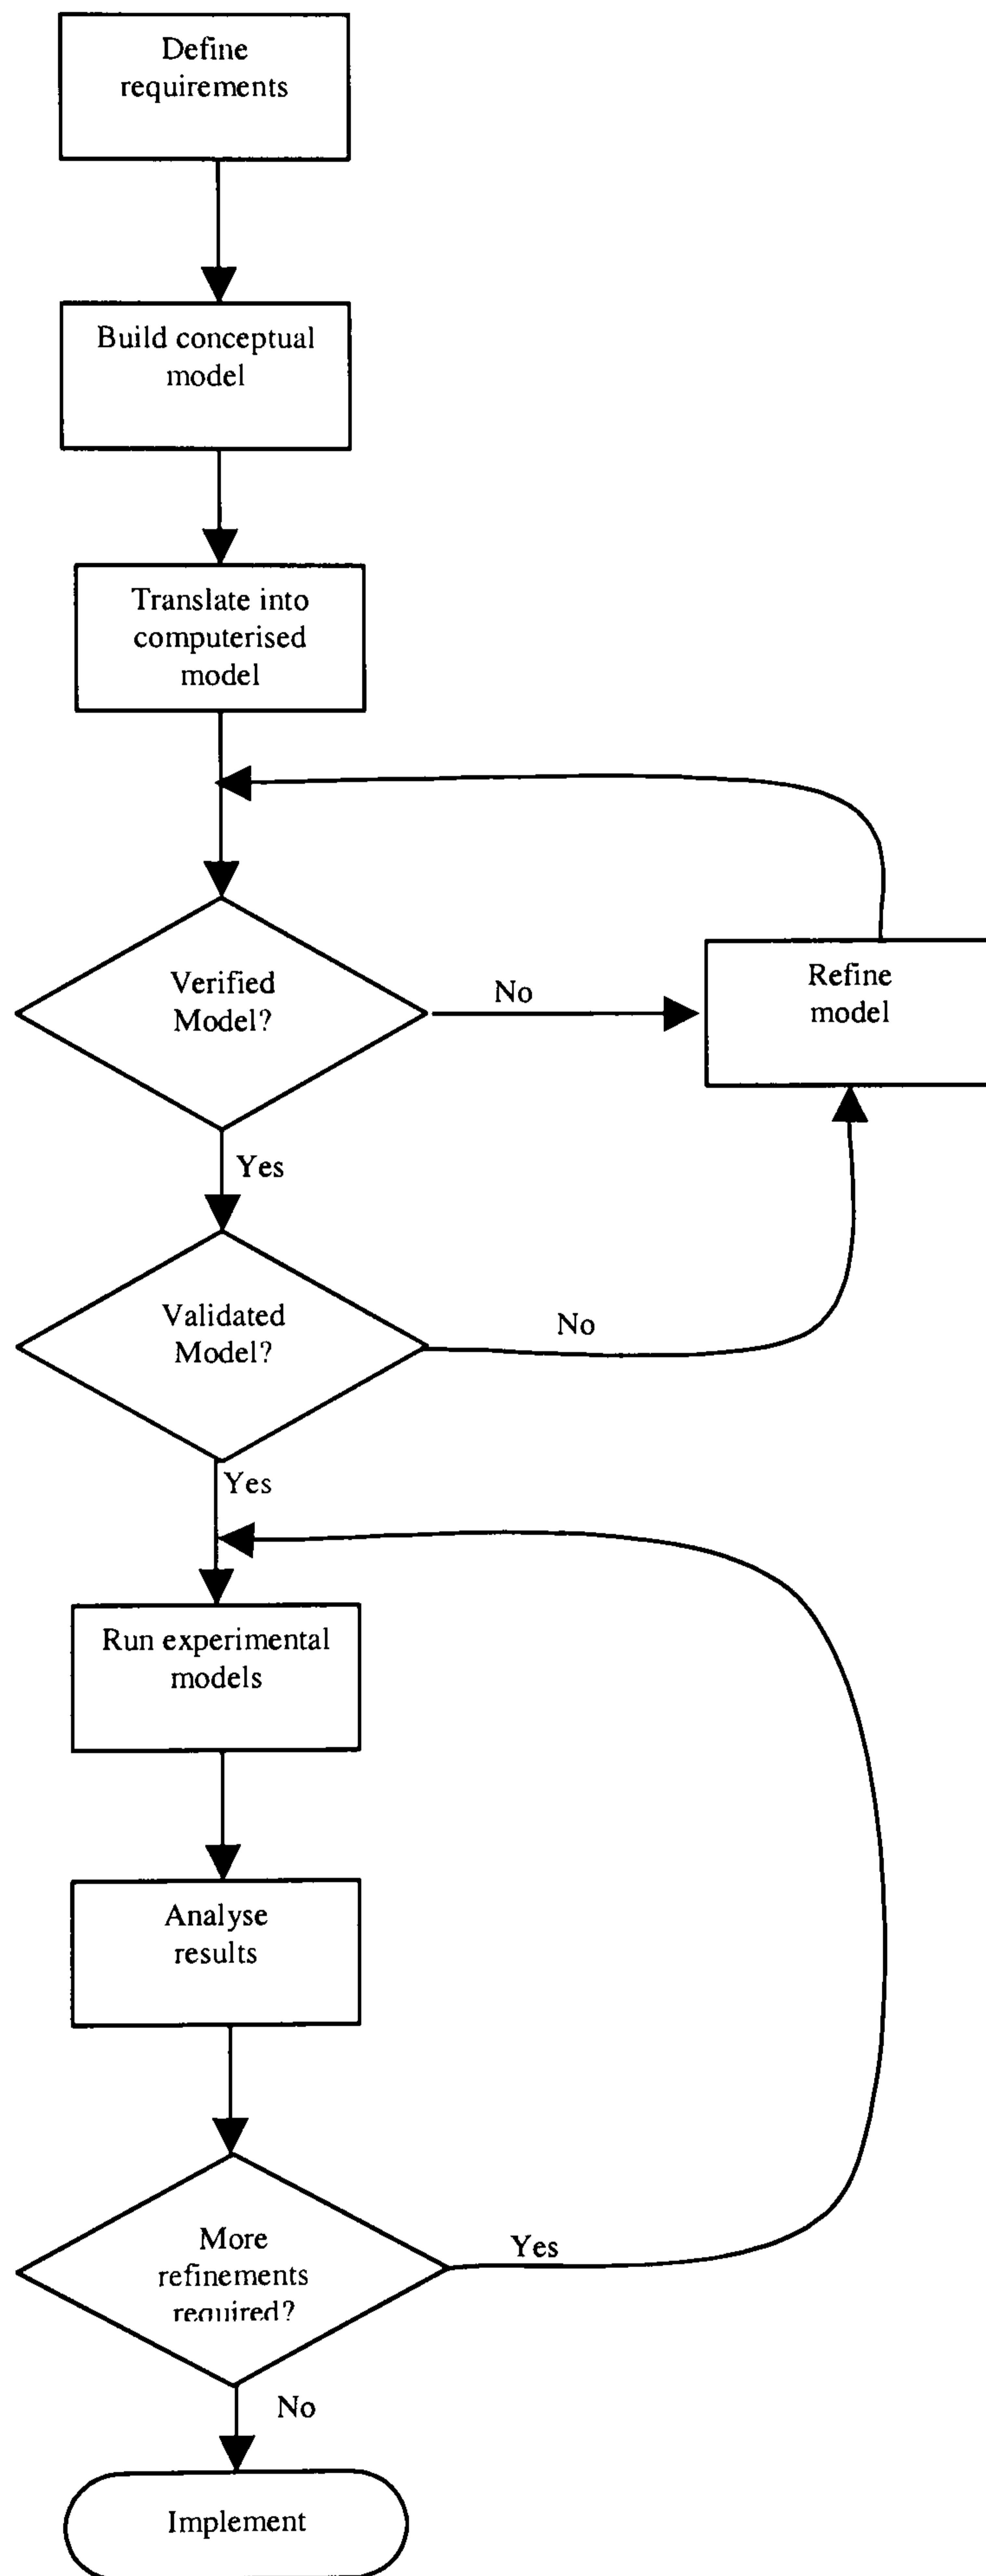 Define
requirements
Build conceptual
model
Translate into
computerised
model
Verified
Model?
No
Refine
model
Yes
Validated
Model?
No
Yes
Run experimental
models
Analyse
results
More
refinements
required?
Yes
No
Implement